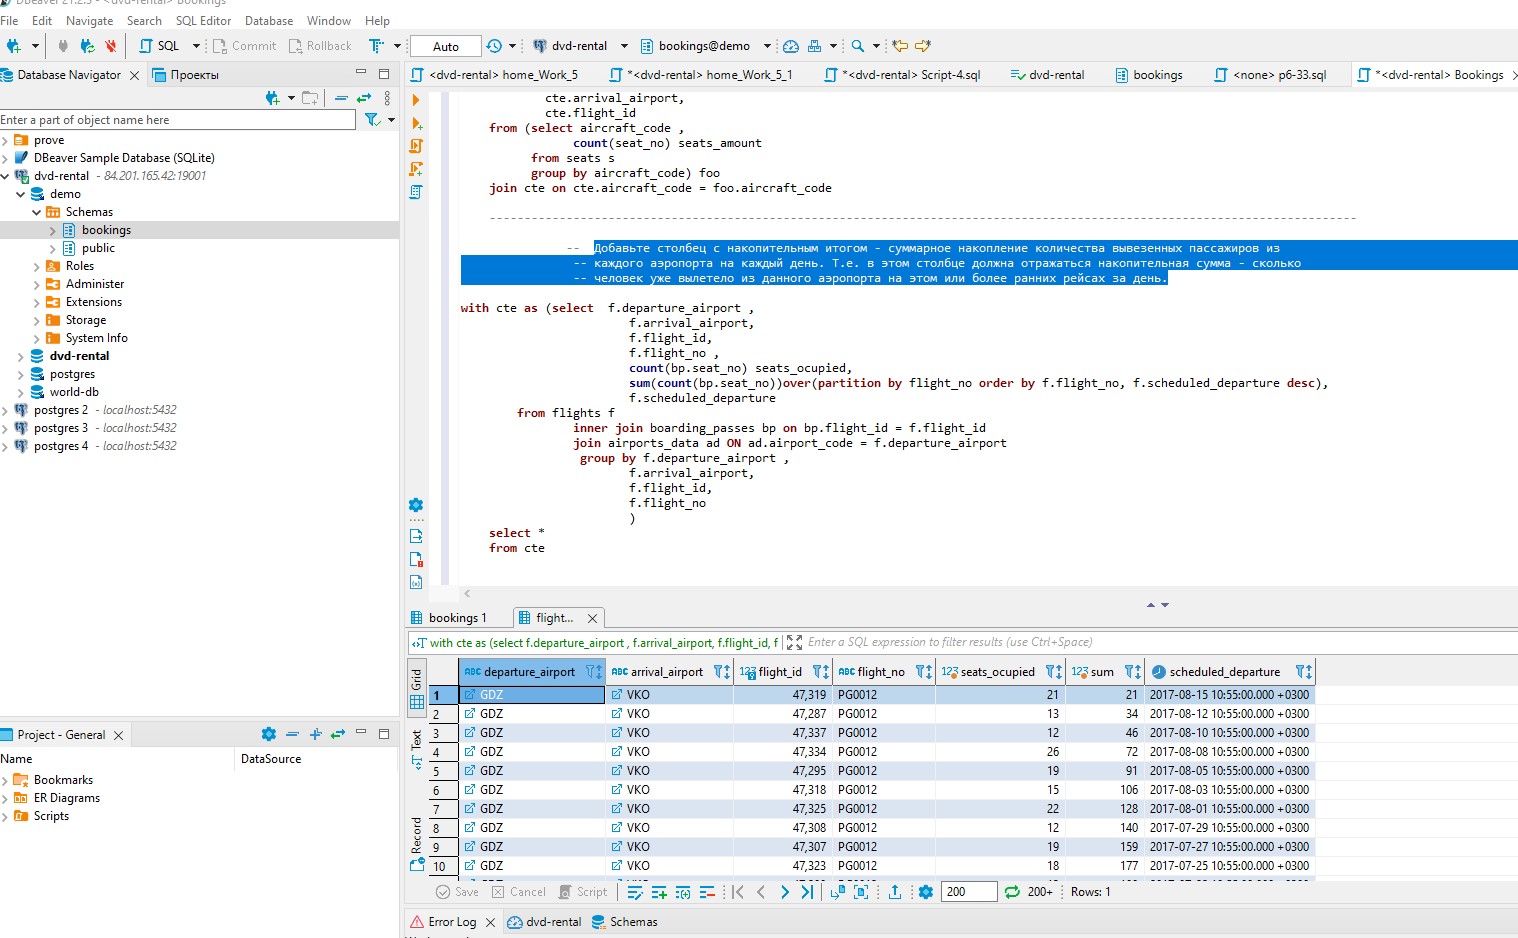 DBeaver 21.2.3 - <dvd-rental> Bookings
File Edit Navigate Search SQL Editor Database Window Help
SQL Commit Rollback Auto dvd-rental bookings@demo
Database Navigator Проекты
<dvd-rental> home_Work_5 *<dvd-rental> home_Work_5_1 *<dvd-rental> Script-4.sql dvd-rental bookings <none> p6-33.sql *<dvd-rental> Bookings
Enter a part of object name here
prove
DBeaver Sample Database (SQLite)
dvd-rental - 84.201.165.42:19001
demo
Schemas
bookings
public
Roles
Administer
Extensions
Storage
System Info
dvd-rental
postgres
world-db
postgres 2 - localhost:5432
postgres 3 - localhost:5432
postgres 4 - localhost:5432
cte.arrival_airport,
cte.flight_id
from (select aircraft_code ,
count(seat_no) seats_amount
from seats s
group by aircraft_code) foo
join cte on cte.aircraft_code = foo.aircraft_code
-- Добавьте столбец с накопительным итогом - суммарное накопление количества вывезенных пассажиров из
-- каждого аэропорта на каждый день. Т.е. в этом столбце должна отражаться накопительная сумма - сколько
-- человек уже вылетело из данного аэропорта на этом или более ранних рейсах за день.
with cte as (select f.departure_airport ,
f.arrival_airport,
f.flight_id,
f.flight_no ,
count(bp.seat_no) seats_ocupied,
sum(count(bp.seat_no))over(partition by flight_no order by f.flight_no, f.scheduled_departure desc),
f.scheduled_departure
from flights f
inner join boarding_passes bp on bp.flight_id = f.flight_id
join airports_data ad ON ad.airport_code = f.departure_airport
group by f.departure_airport ,
f.arrival_airport,
f.flight_id,
f.flight_no
)
select *
from cte
bookings 1 flight...
with cte as (select f.departure_airport , f.arrival_airport, f.flight_id, f Enter a SQL expression to filter results (use Ctrl+Space)
Grid
Text
Record
ABC departure_airport ABC arrival_airport 123 flight_id ABC flight_no 123 seats_ocupied 123 sum scheduled_departure
1 GDZ VKO 47,319 PG0012 21 21 2017-08-15 10:55:00.000 +0300
2 GDZ VKO 47,287 PG0012 13 34 2017-08-12 10:55:00.000 +0300
3 GDZ VKO 47,337 PG0012 12 46 2017-08-10 10:55:00.000 +0300
4 GDZ VKO 47,334 PG0012 26 72 2017-08-08 10:55:00.000 +0300
5 GDZ VKO 47,295 PG0012 19 91 2017-08-05 10:55:00.000 +0300
6 GDZ VKO 47,318 PG0012 15 106 2017-08-03 10:55:00.000 +0300
7 GDZ VKO 47,325 PG0012 22 128 2017-08-01 10:55:00.000 +0300
8 GDZ VKO 47,308 PG0012 12 140 2017-07-29 10:55:00.000 +0300
9 GDZ VKO 47,307 PG0012 19 159 2017-07-27 10:55:00.000 +0300
10 GDZ VKO 47,323 PG0012 18 177 2017-07-25 10:55:00.000 +0300
Save Cancel Script 200 200+ Rows: 1
Error Log dvd-rental Schemas
Project - General
Name DataSource
Bookmarks
ER Diagrams
Scripts